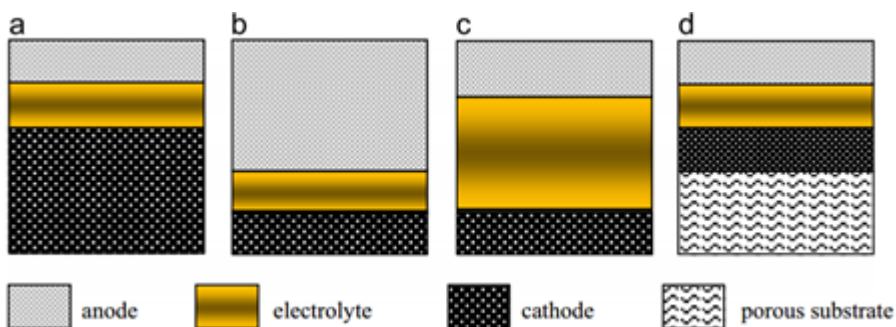 a b c d
anode electrolyte cathode porous substrate